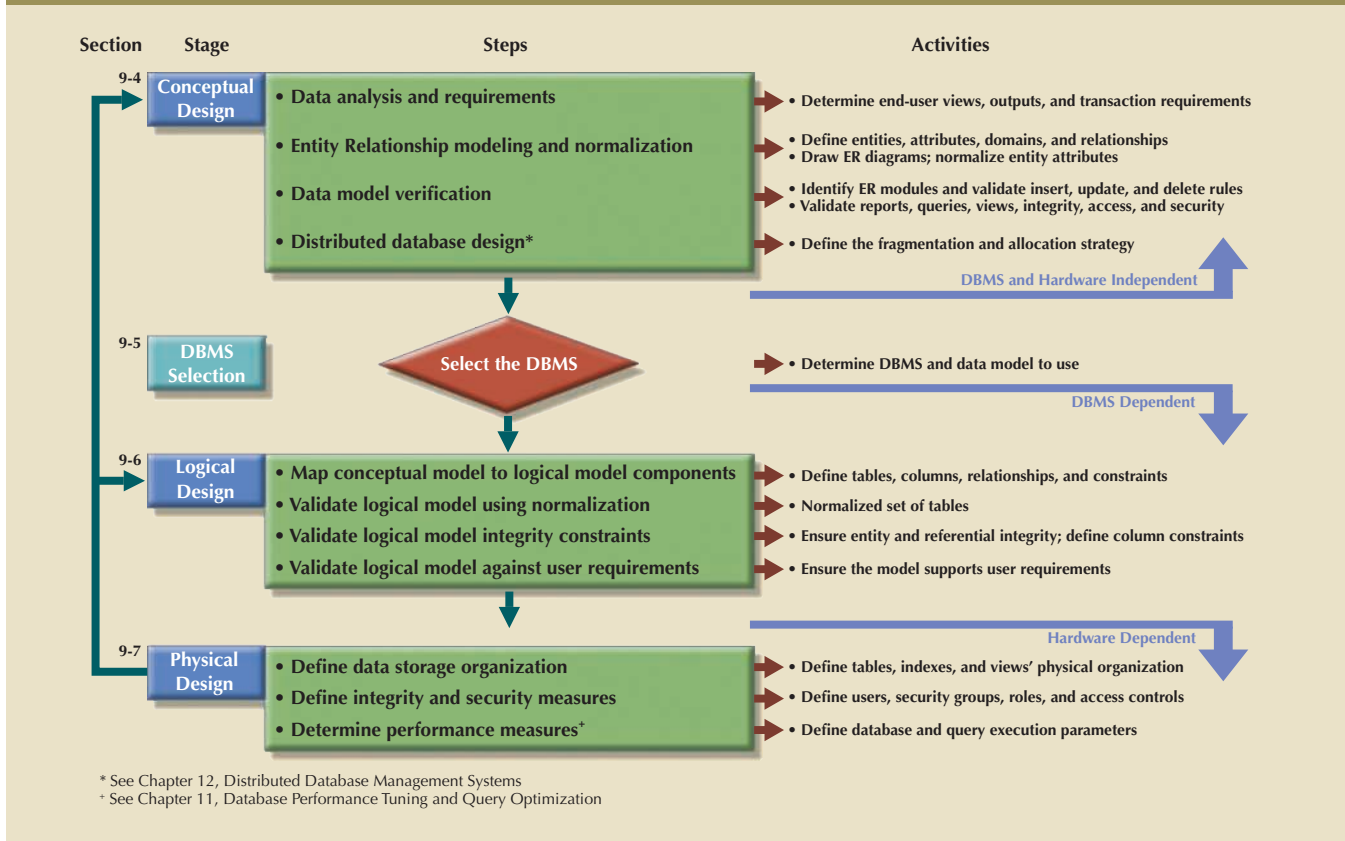 Section Stage Steps Activities
9-4
Conceptual
Design
• Data analysis and requirements
• Determine end-user views, outputs, and transaction requirements
• Entity Relationship modeling and normalization
• Define entities, attributes, domains, and relationships
• Draw ER diagrams; normalize entity attributes
• Data model verification
• Identify ER modules and validate insert, update, and delete rules
• Validate reports, queries, views, integrity, access, and security
• Distributed database design*
• Define the fragmentation and allocation strategy
DBMS and Hardware Independent
9-5
DBMS
Selection
Select the DBMS
• Determine DBMS and data model to use
DBMS Dependent
9-6
Logical
Design
• Map conceptual model to logical model components
• Define tables, columns, relationships, and constraints
• Validate logical model using normalization
• Normalized set of tables
• Validate logical model integrity constraints
• Ensure entity and referential integrity; define column constraints
• Validate logical model against user requirements
• Ensure the model supports user requirements
Hardware Dependent
9-7
Physical
Design
• Define data storage organization
• Define tables, indexes, and views’ physical organization
• Define integrity and security measures
• Define users, security groups, roles, and access controls
• Determine performance measures+
• Define database and query execution parameters
* See Chapter 12, Distributed Database Management Systems
+ See Chapter 11, Database Performance Tuning and Query Optimization